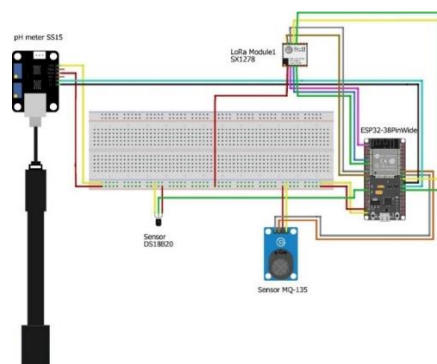 pH meter SS15
LoRa Module1
SX1278
ESP32-38PinWide
Sensor
DS18B20
Sensor MQ-135